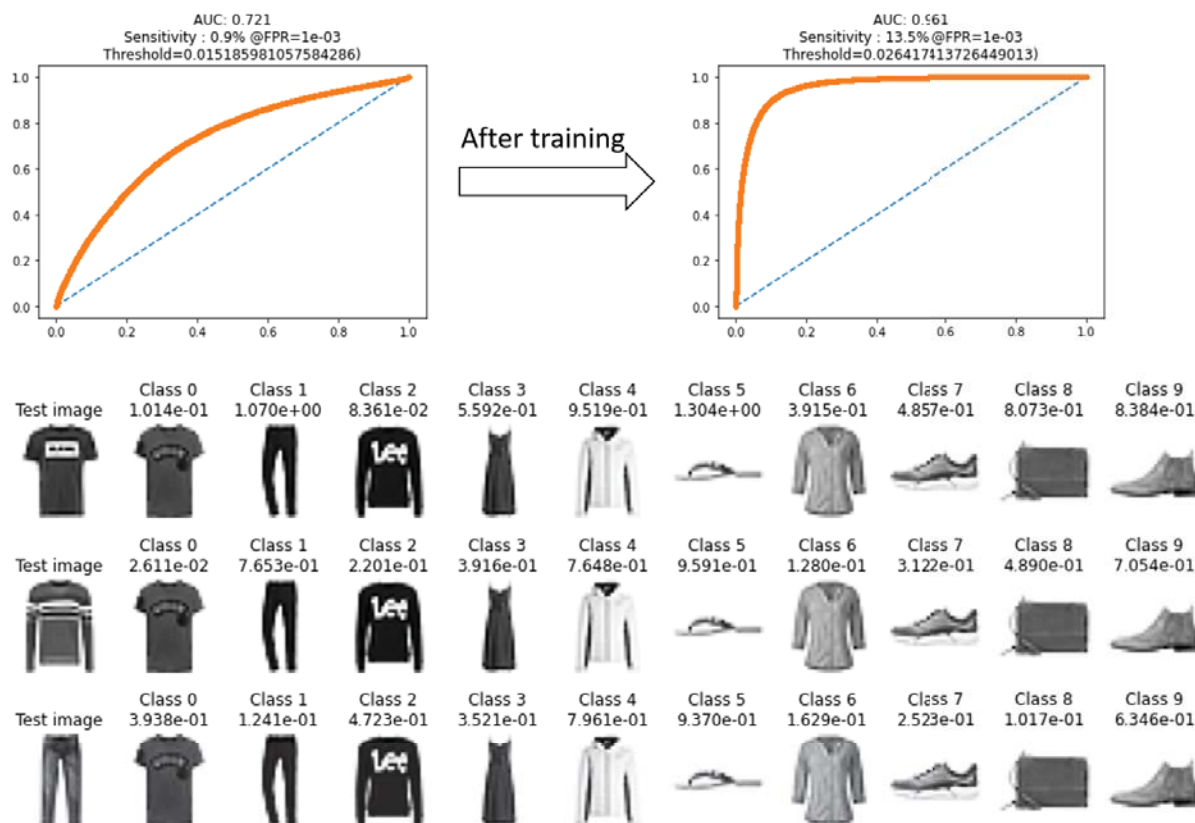 AUC: 0.721
Sensitivity : 0.9% @FPR=1e-03
Threshold=0.015185981057584286)
AUC: 0.961
Sensitivity : 13.5% @FPR=1e-03
Threshold=0.026417413726449013)
1.0
0.8
0.6
0.4
0.2
0.0
0.0 0.2 0.4 0.6 0.8 1.0
After training
1.0
0.8
0.6
0.4
0.2
0.0
0.0 0.2 0.4 0.6 0.8 1.0
Class 0 Class 1 Class 2 Class 3 Class 4 Class 5 Class 6 Class 7 Class 8 Class 9
Test image 1.014e-01 1.070e+00 8.361e-02 5.592e-01 9.519e-01 1.304e+00 3.915e-01 4.857e-01 8.073e-01 8.384e-01
Lee
Class 0 Class 1 Class 2 Class 3 Class 4 Class 5 Class 6 Class 7 Class 8 Class 9
Test image 2.611e-02 7.653e-01 2.201e-01 3.916e-01 7.648e-01 9.591e-01 1.280e-01 3.122e-01 4.890e-01 7.054e-01
Lee
Class 0 Class 1 Class 2 Class 3 Class 4 Class 5 Class 6 Class 7 Class 8 Class 9
Test image 3.938e-01 1.241e-01 4.723e-01 3.521e-01 7.961e-01 9.370e-01 1.629e-01 2.523e-01 1.017e-01 6.346e-01
Lee